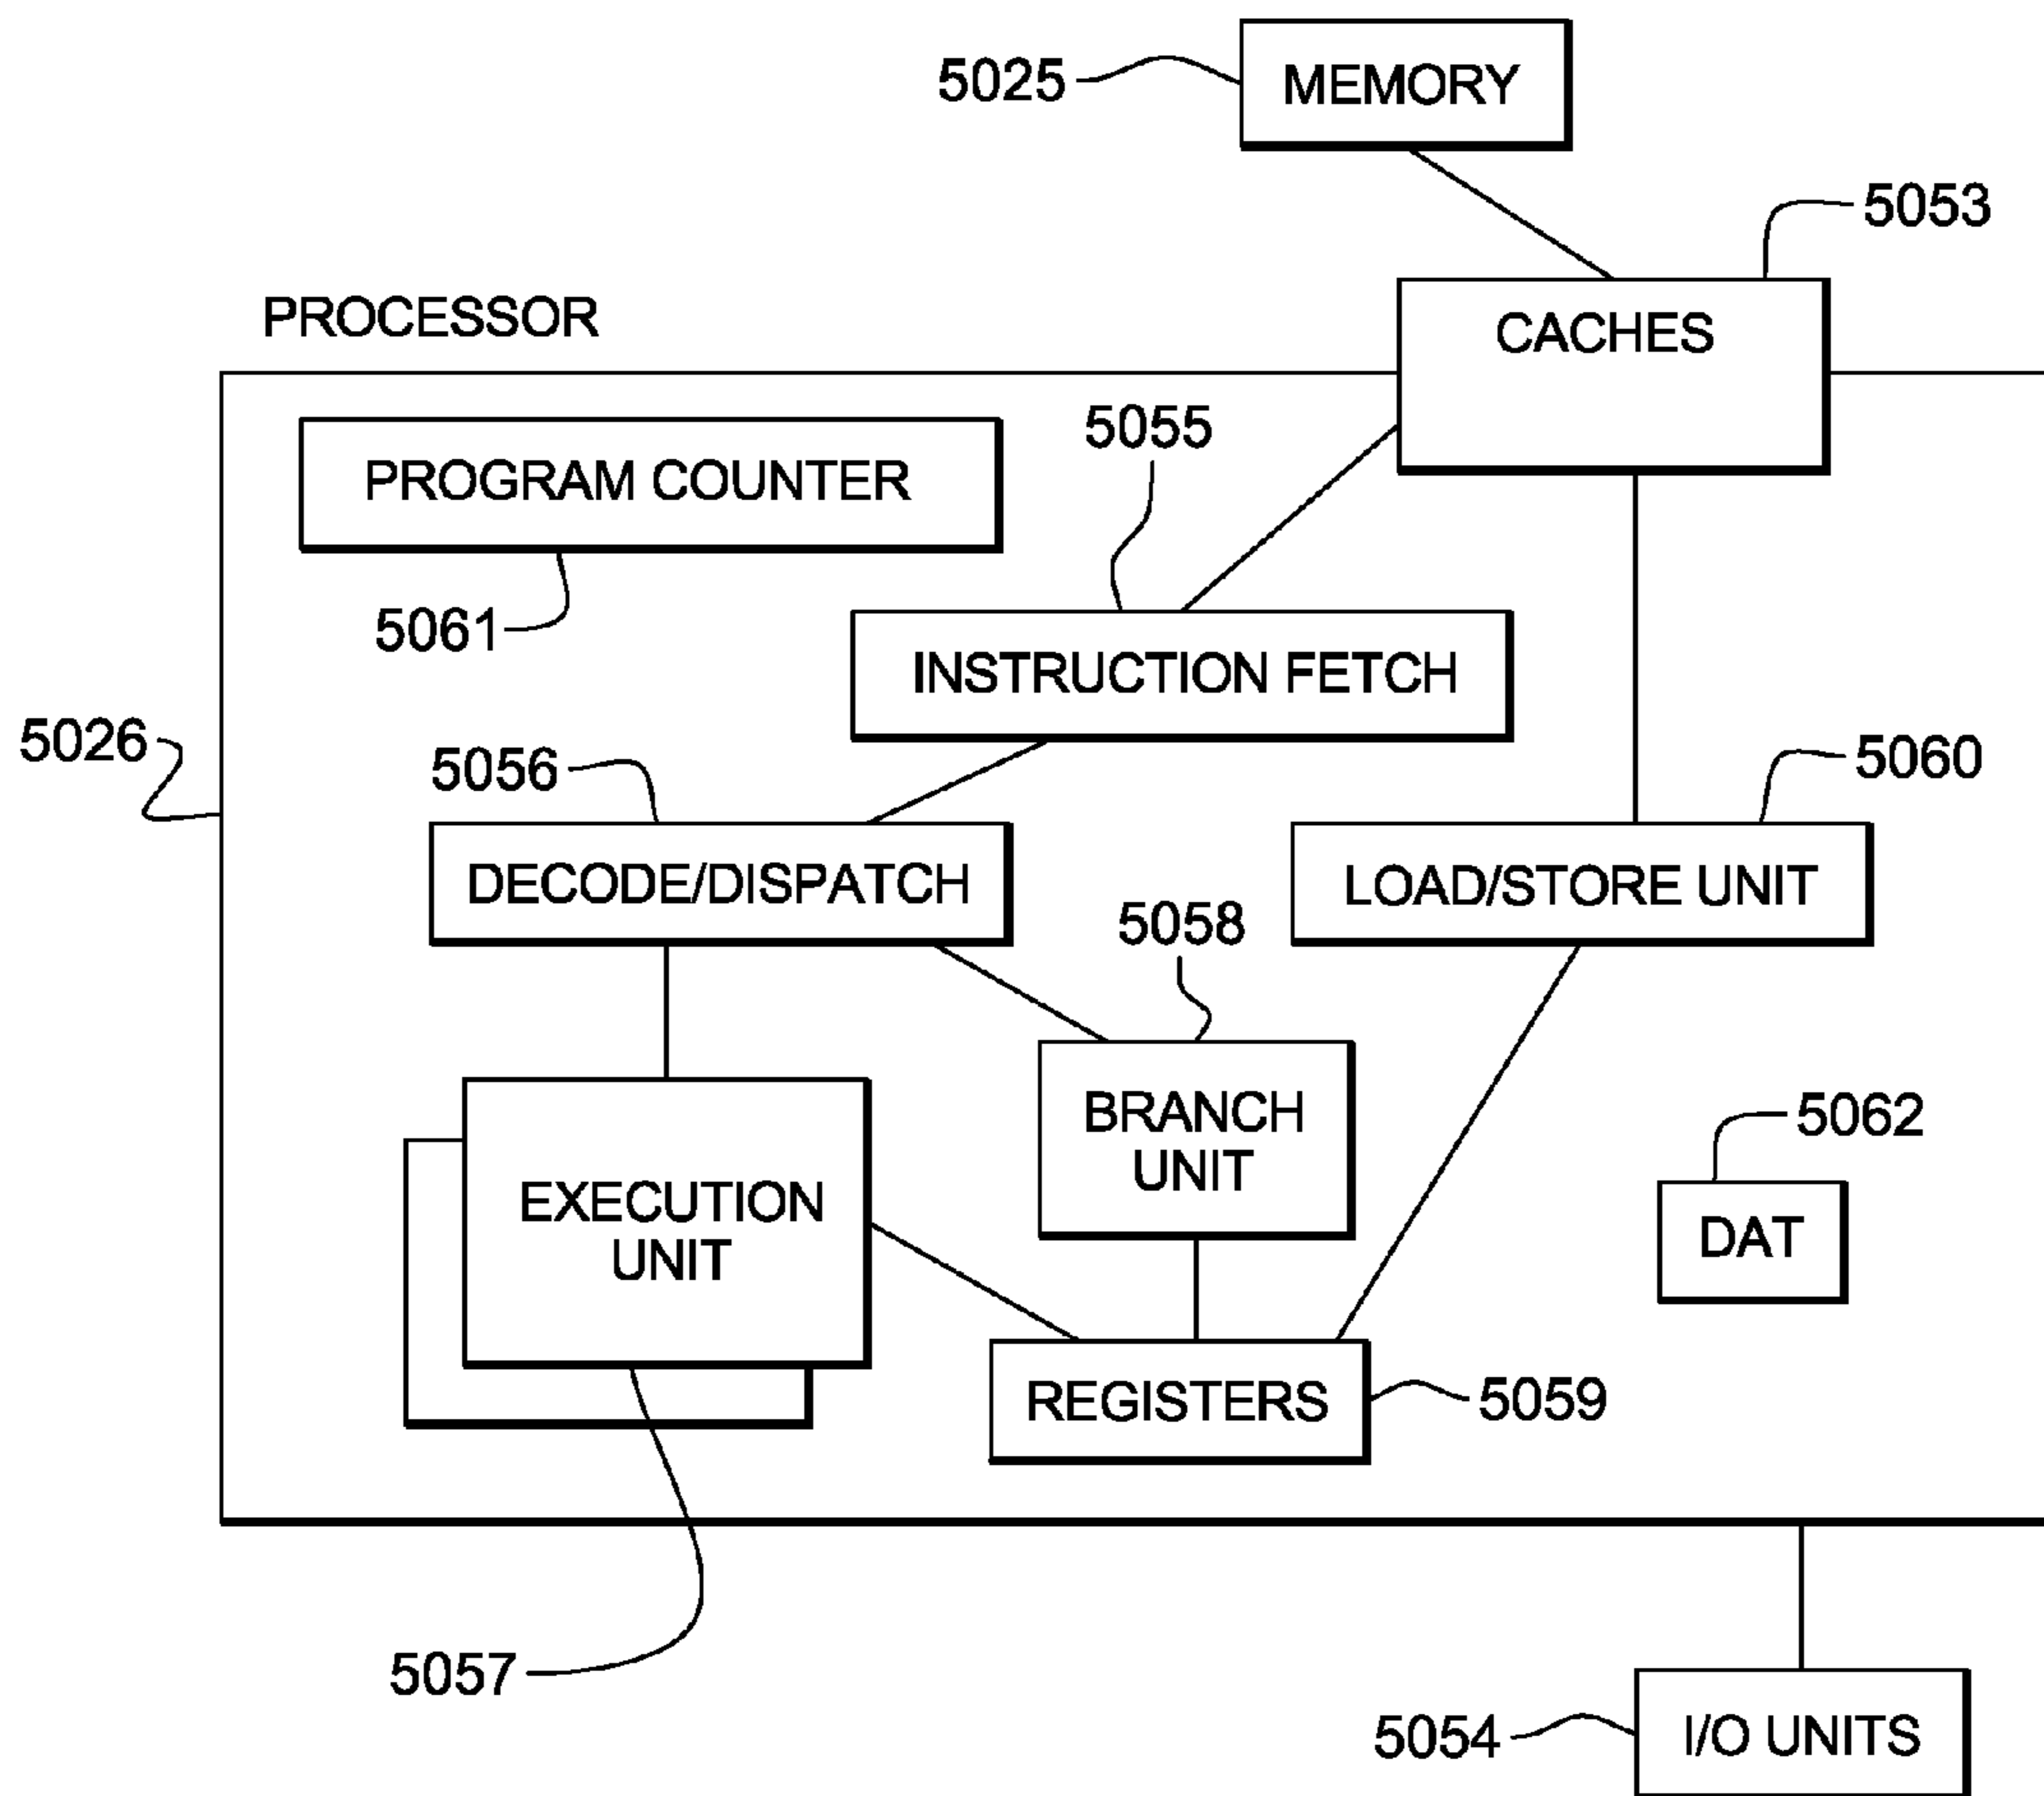 5025
MEMORY
5053
PROCESSOR
CACHES
5055
PROGRAM COUNTER
5061
INSTRUCTION FETCH
5026
5056
5060
DECODE/DISPATCH
LOAD/STORE UNIT
5058
BRANCH
UNIT
5062
EXECUTION
UNIT
DAT
REGISTERS
5059
5057
5054
I/O UNITS